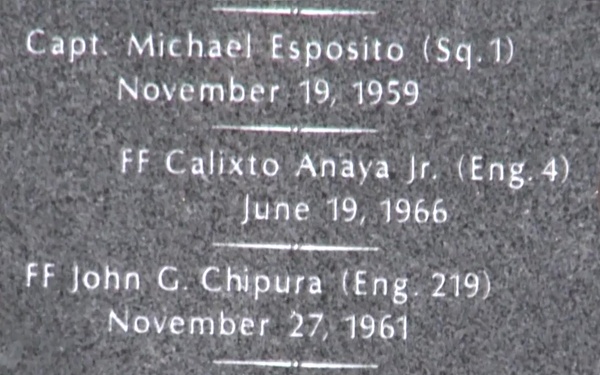 Capt. Michael Esposito (Sq. 1)
November 19, 1959
FF Calixto Anaya Jr. (Eng. 4)
June 19, 1966
FF John G. Chipura (Eng. 219)
November 27, 1961